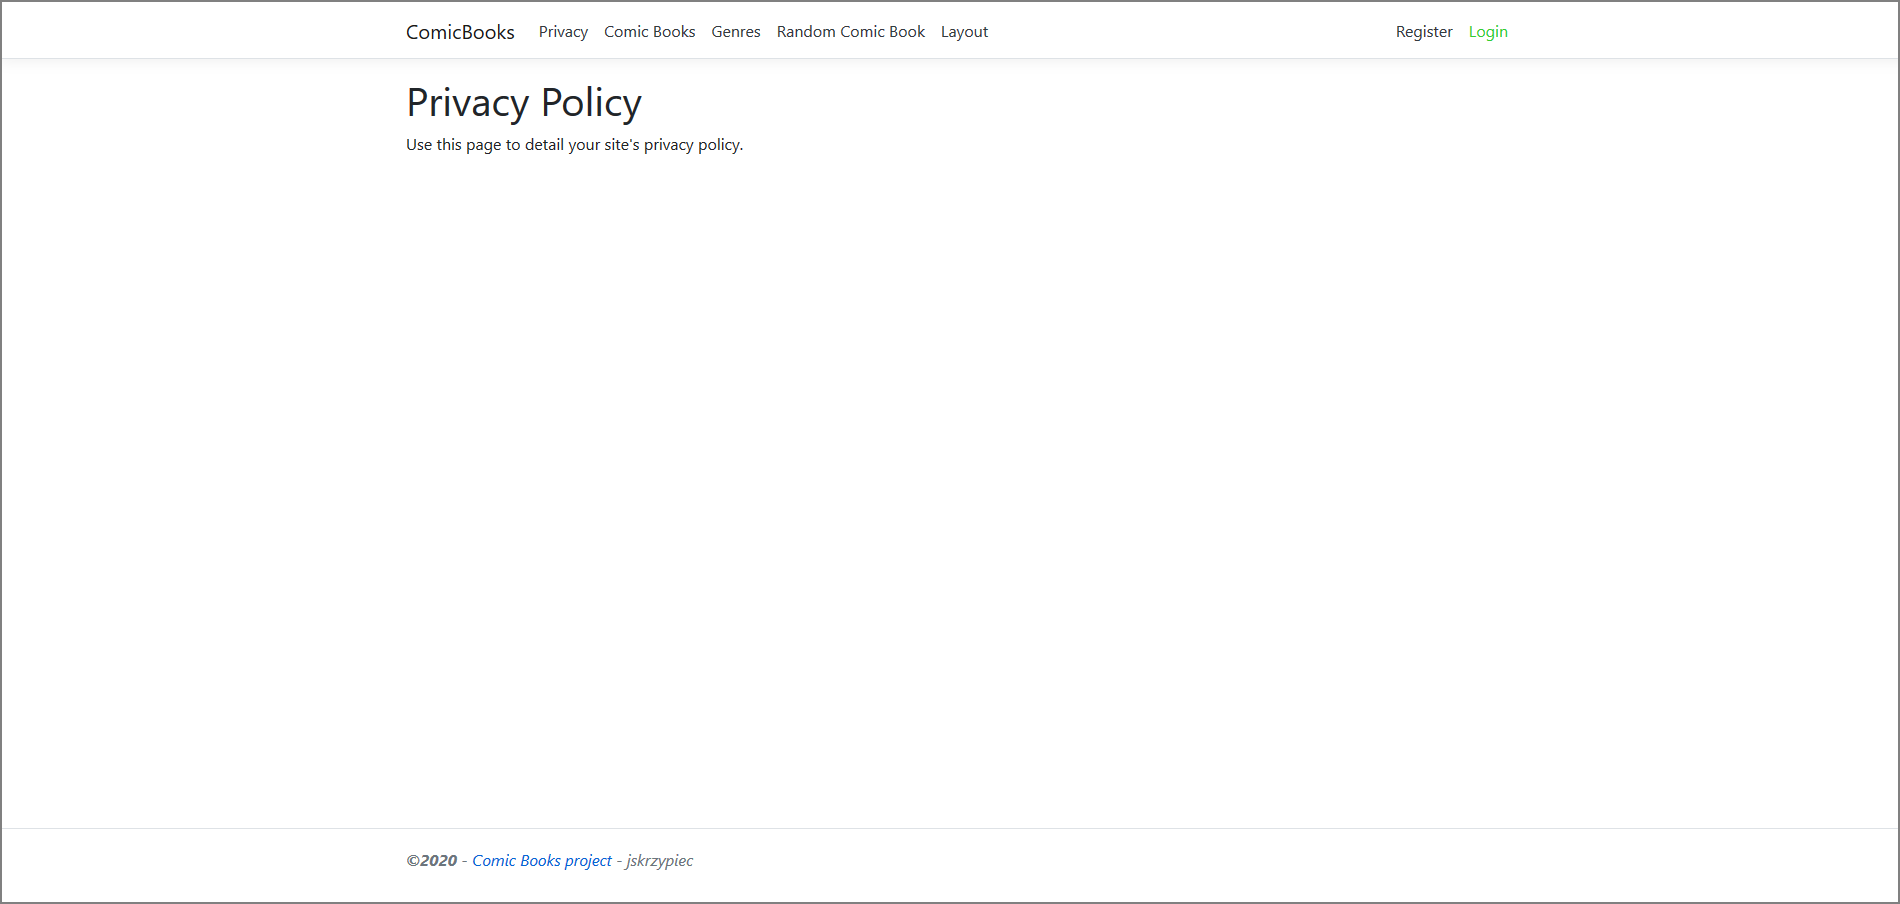 ComicBooks Privacy Comic Books Genres Random Comic Book Layout Register Login
Privacy Policy
Use this page to detail your site's privacy policy.
©2020 - Comic Books project - jskrzypiec